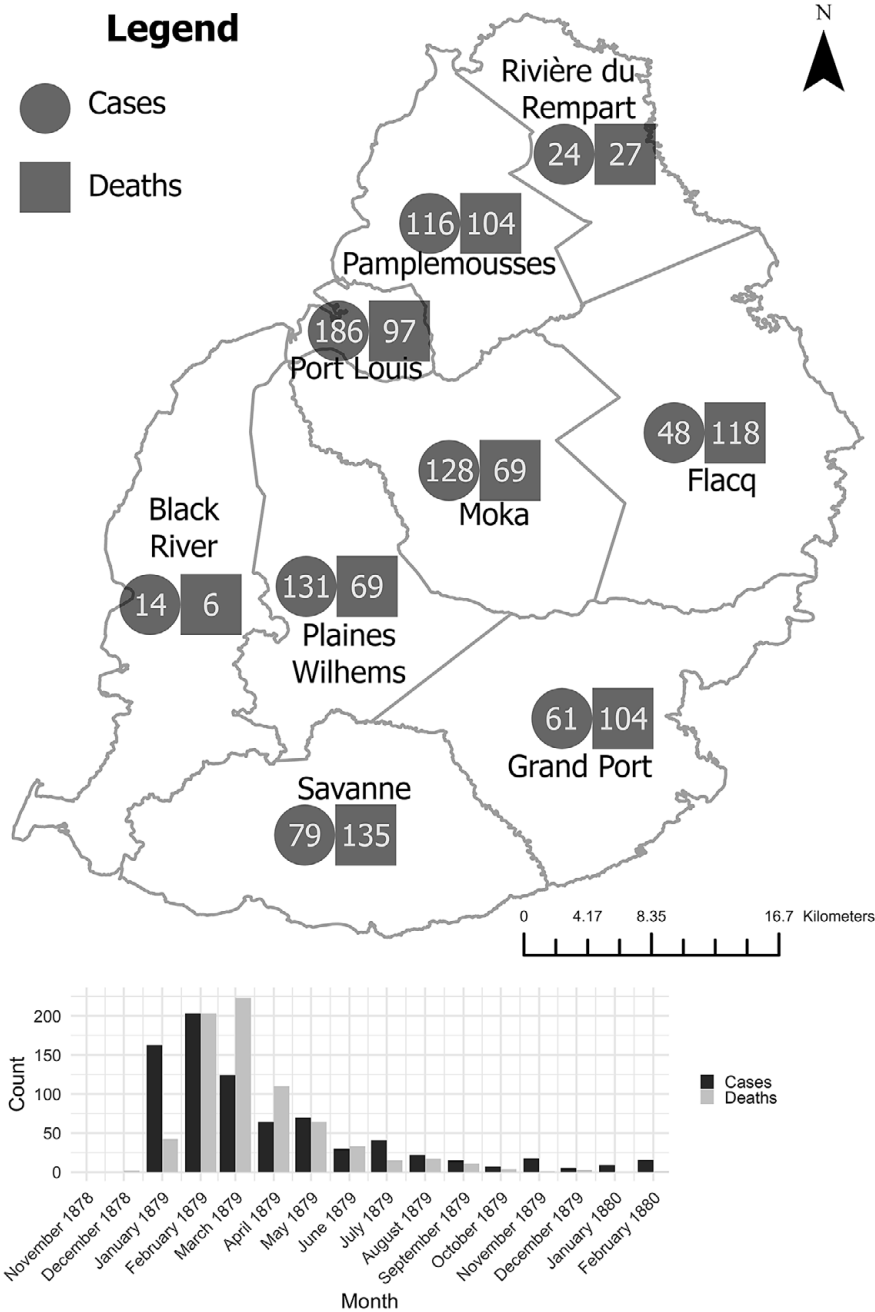 Legend
Cases
Deaths
N
Rivière du
Rempart
24 27
116 104
Pamplemousses
186 97
Port Louis
48 118
Flacq
128 69
Moka
Black
River
14 6
131 69
Plaines
Wilhems
61 104
Grand Port
Savanne
79 135
0 4.17 8.35 16.7 Kilometers
Count
200
150
100
50
0
Cases
Deaths
November 1878
December 1878
January 1879
February 1879
March 1879
April 1879
May 1879
June 1879
July 1879
August 1879
September 1879
October 1879
November 1879
December 1879
January 1880
February 1880
Month